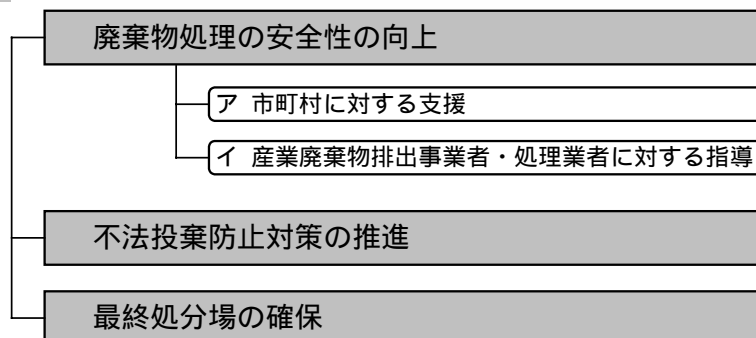 廃棄物処理の安全性の向上
ア 市町村に対する支援
イ 産業廃棄物排出事業者・処理業者に対する指導
不法投棄防止対策の推進
最終処分場の確保